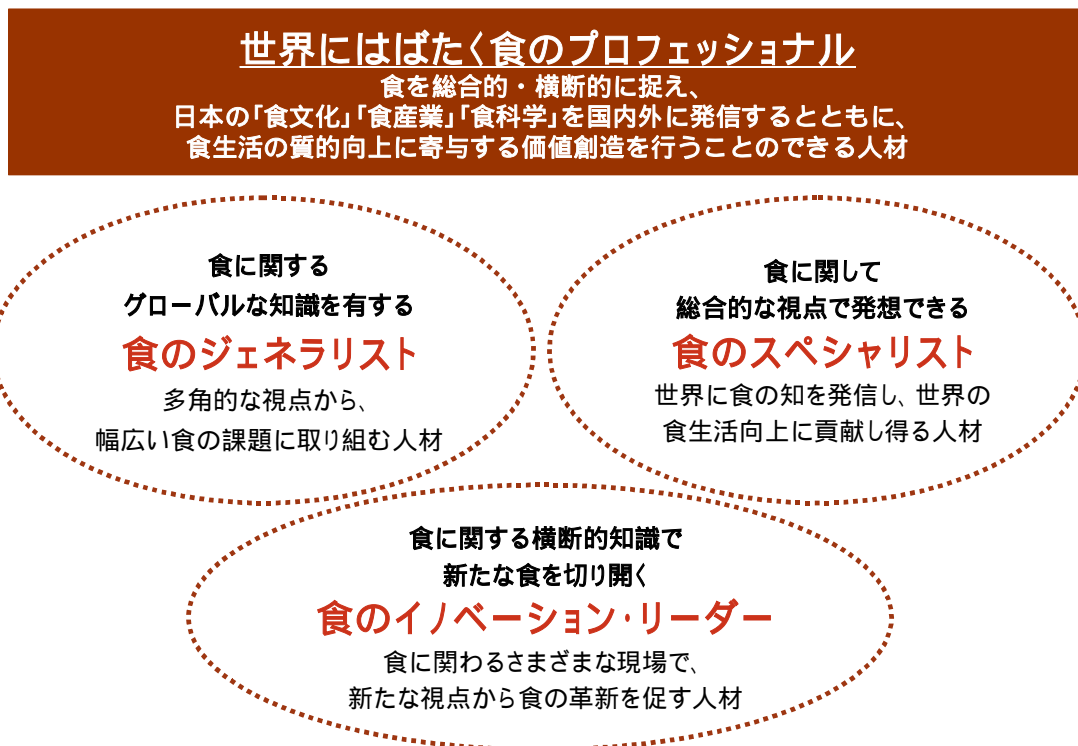 世界にはばたく食のプロフェッショナル
食を総合的・横断的に捉え、
日本の「食文化」「食産業」「食科学」を国内外に発信するとともに、
食生活の質的向上に寄与する価値創造を行うことのできる人材
食に関する
グローバルな知識を有する
食のジェネラリスト
多角的な視点から、
幅広い食の課題に取り組む人材
食に関して
総合的な視点で発想できる
食のスペシャリスト
世界に食の知を発信し、世界の
食生活向上に貢献し得る人材
食に関する横断的知識で
新たな食を切り開く
食のイノベーション・リーダー
食に関わるさまざまな現場で、
新たな視点から食の革新を促す人材